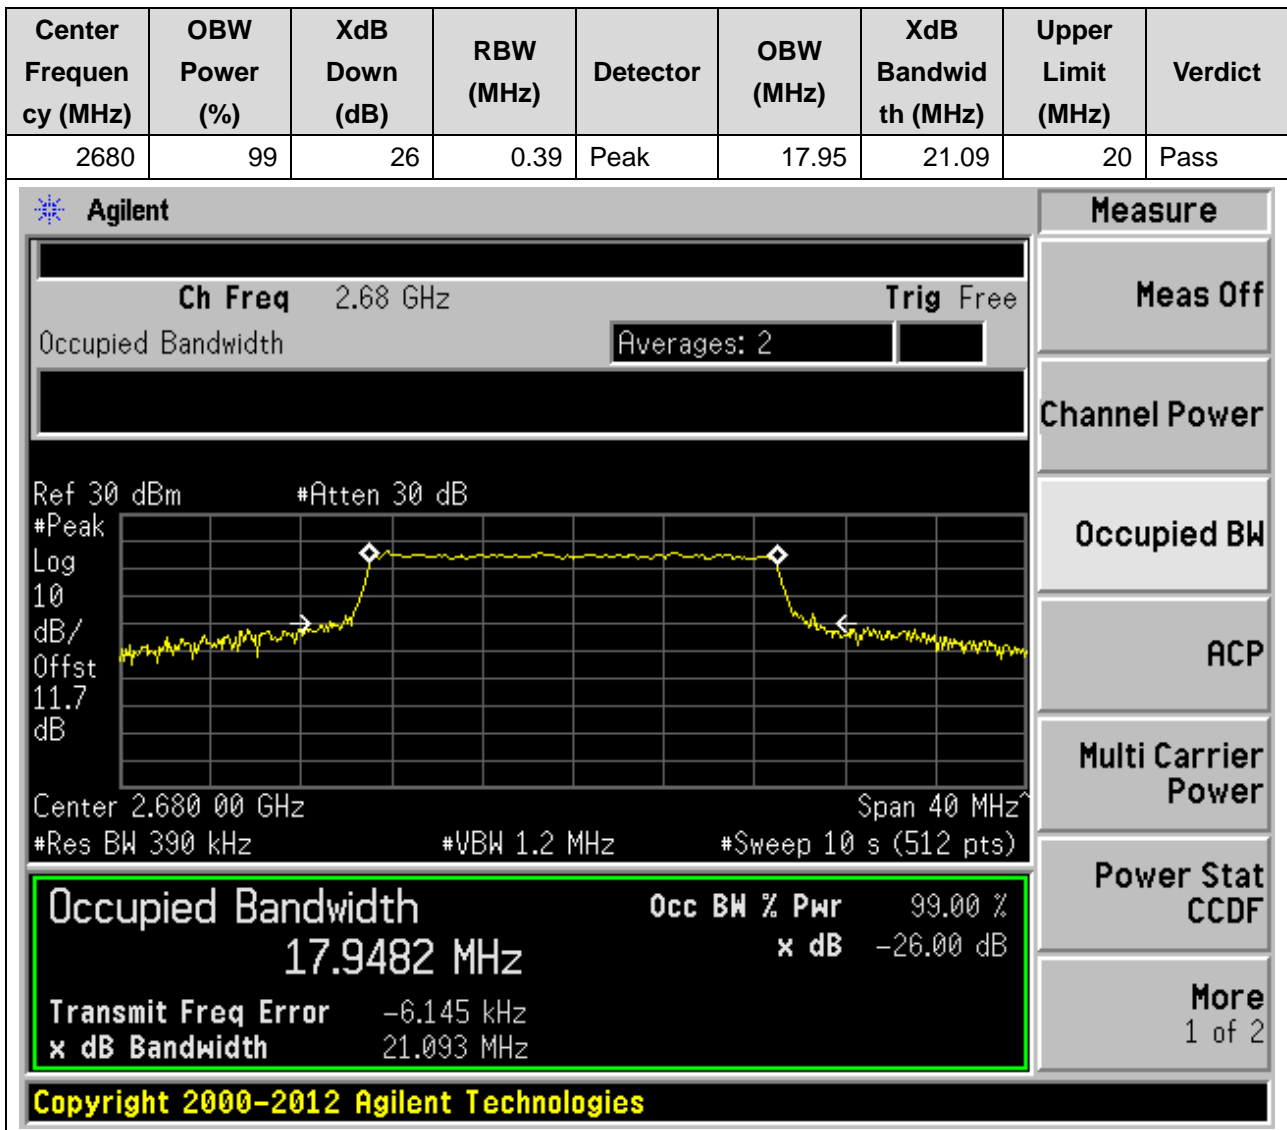 Center Frequen cy (MHz) | OBW Power (%) | XdB Down (dB) | RBW (MHz) | Detector | OBW (MHz) | XdB Bandwid th (MHz) | Upper Limit (MHz) | Verdict
2680 | 99 | 26 | 0.39 | Peak | 17.95 | 21.09 | 20 | Pass
Agilent
Measure
Ch Freq 2.68 GHz Trig Free
Occupied Bandwidth Averages: 2
Meas Off
Channel Power
Occupied BW
ACP
Multi Carrier
Power
Power Stat
CCDF
More
1 of 2
Ref 30 dBm #Atten 30 dB
#Peak
Log
10
dB/
Offst
11.7
dB
Center 2.680 00 GHz Span 40 MHz^
#Res BW 390 kHz #VBW 1.2 MHz #Sweep 10 s (512 pts)
Occupied Bandwidth
17.9482 MHz
Occ BW % Pwr 99.00 %
x dB -26.00 dB
Transmit Freq Error -6.145 kHz
x dB Bandwidth 21.093 MHz
Copyright 2000-2012 Agilent Technologies